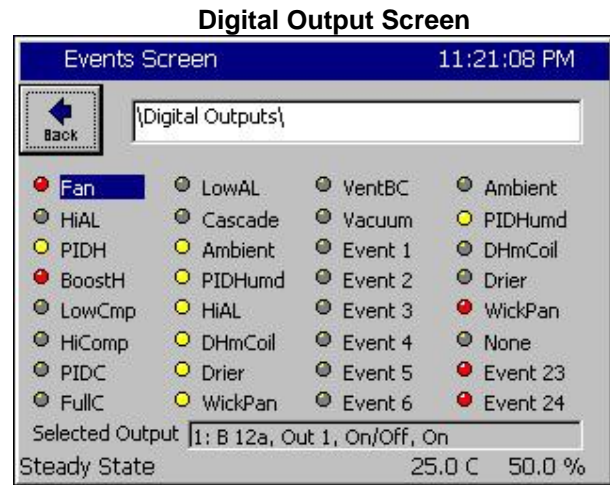 Digital Output Screen
Events Screen 11:21:08 PM
Back
\Digital Outputs\
Fan LowAL VentBC Ambient
HiAL Cascade Vacuum PIDHumd
PIDH Ambient Event 1 DHmCoil
BoostH PIDHumd Event 2 Drier
LowCmp HiAL Event 3 WickPan
HiComp DHmCoil Event 4 None
PIDC Drier Event 5 Event 23
FullC WickPan Event 6 Event 24
Selected Output 1: B 12a, Out 1, On/Off, On
Steady State 25.0 C 50.0 %